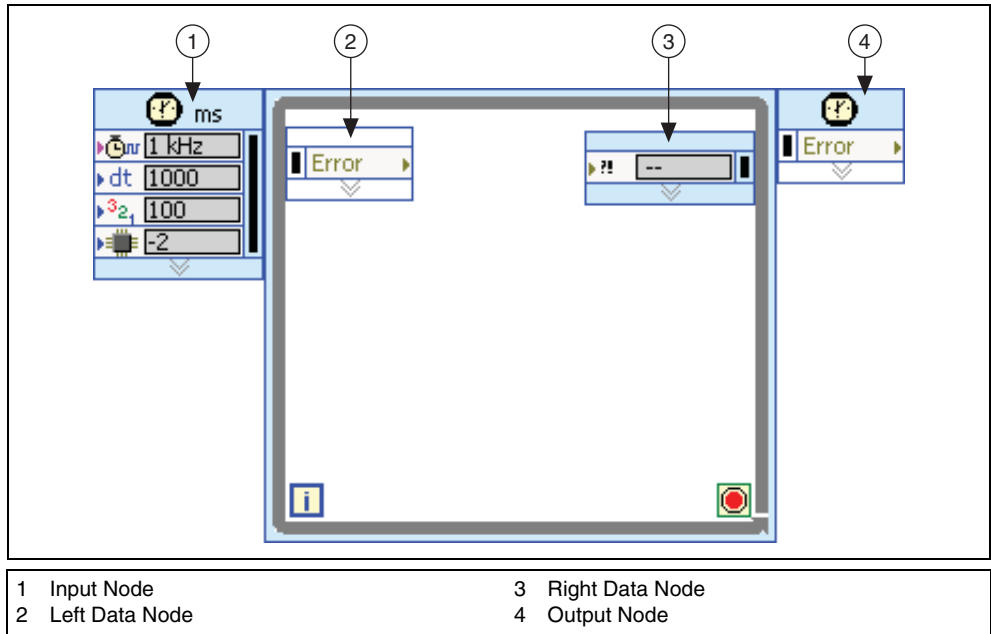 1 2 3 4
ms
1 kHz
dt 1000
321 100
-2
Error
?! --
Error
i
1 Input Node
2 Left Data Node
3 Right Data Node
4 Output Node